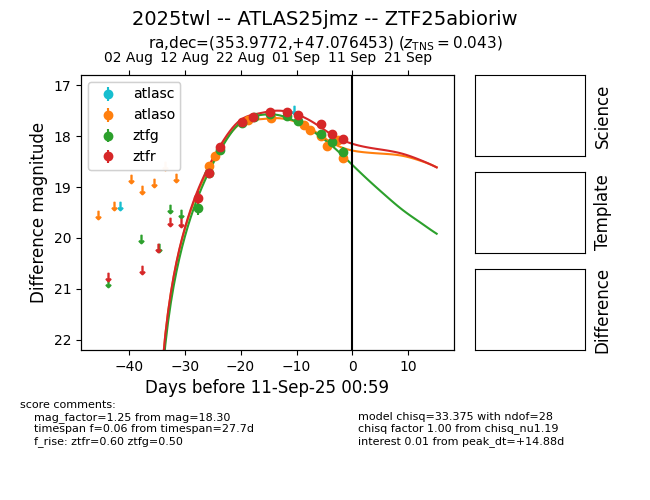 2025twl -- ATLAS25jmz -- ZTF25abioriw
ra,dec=(353.9772,+47.076453) (z_TNS = 0.043)
02 Aug 12 Aug 22 Aug 01 Sep 11 Sep 21 Sep
atlasc
atlaso
ztfg
ztfr
17
18
19
20
21
22
Difference magnitude
−40 −30 −20 −10 0 10
Days before 11-Sep-25 00:59
Science
Template
Difference
score comments:
mag_factor=1.25 from mag=18.30
timespan f=0.06 from timespan=27.7d
f_rise: ztfr=0.60 ztfg=0.50
model chisq=33.375 with ndof=28
chisq factor 1.00 from chisq_nu1.19
interest 0.01 from peak_dt=+14.88d